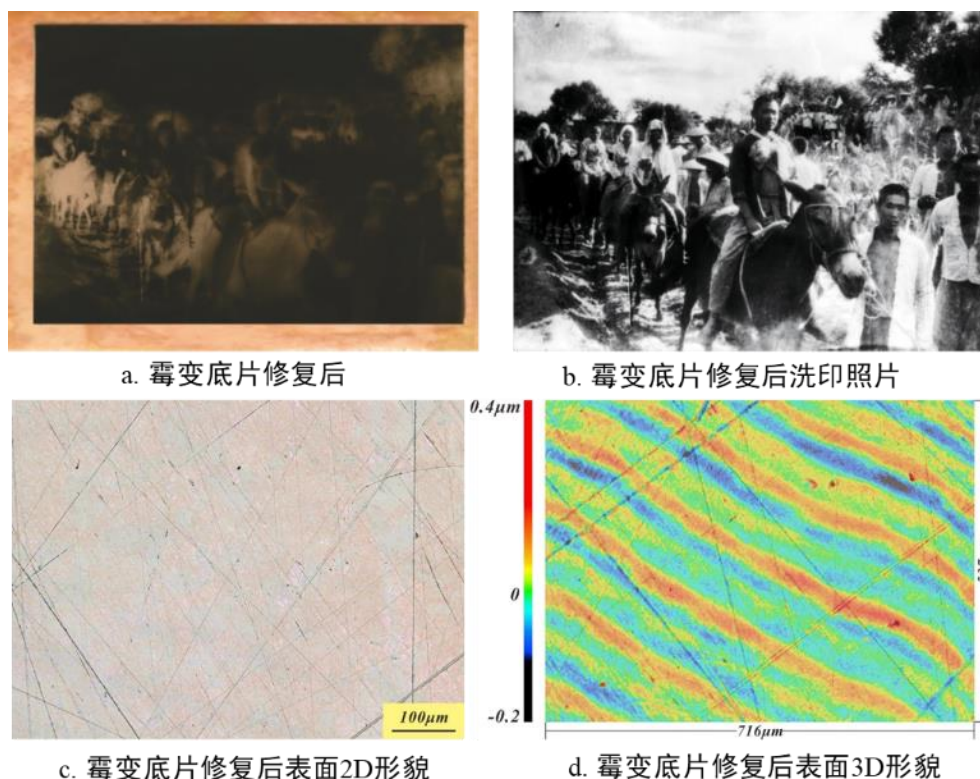 a. 霉变底片修复后
b. 霉变底片修复后洗印照片
0.4μm
0
-0.2
100μm
716μm
c. 霉变底片修复后表面2D形貌
d. 霉变底片修复后表面3D形貌